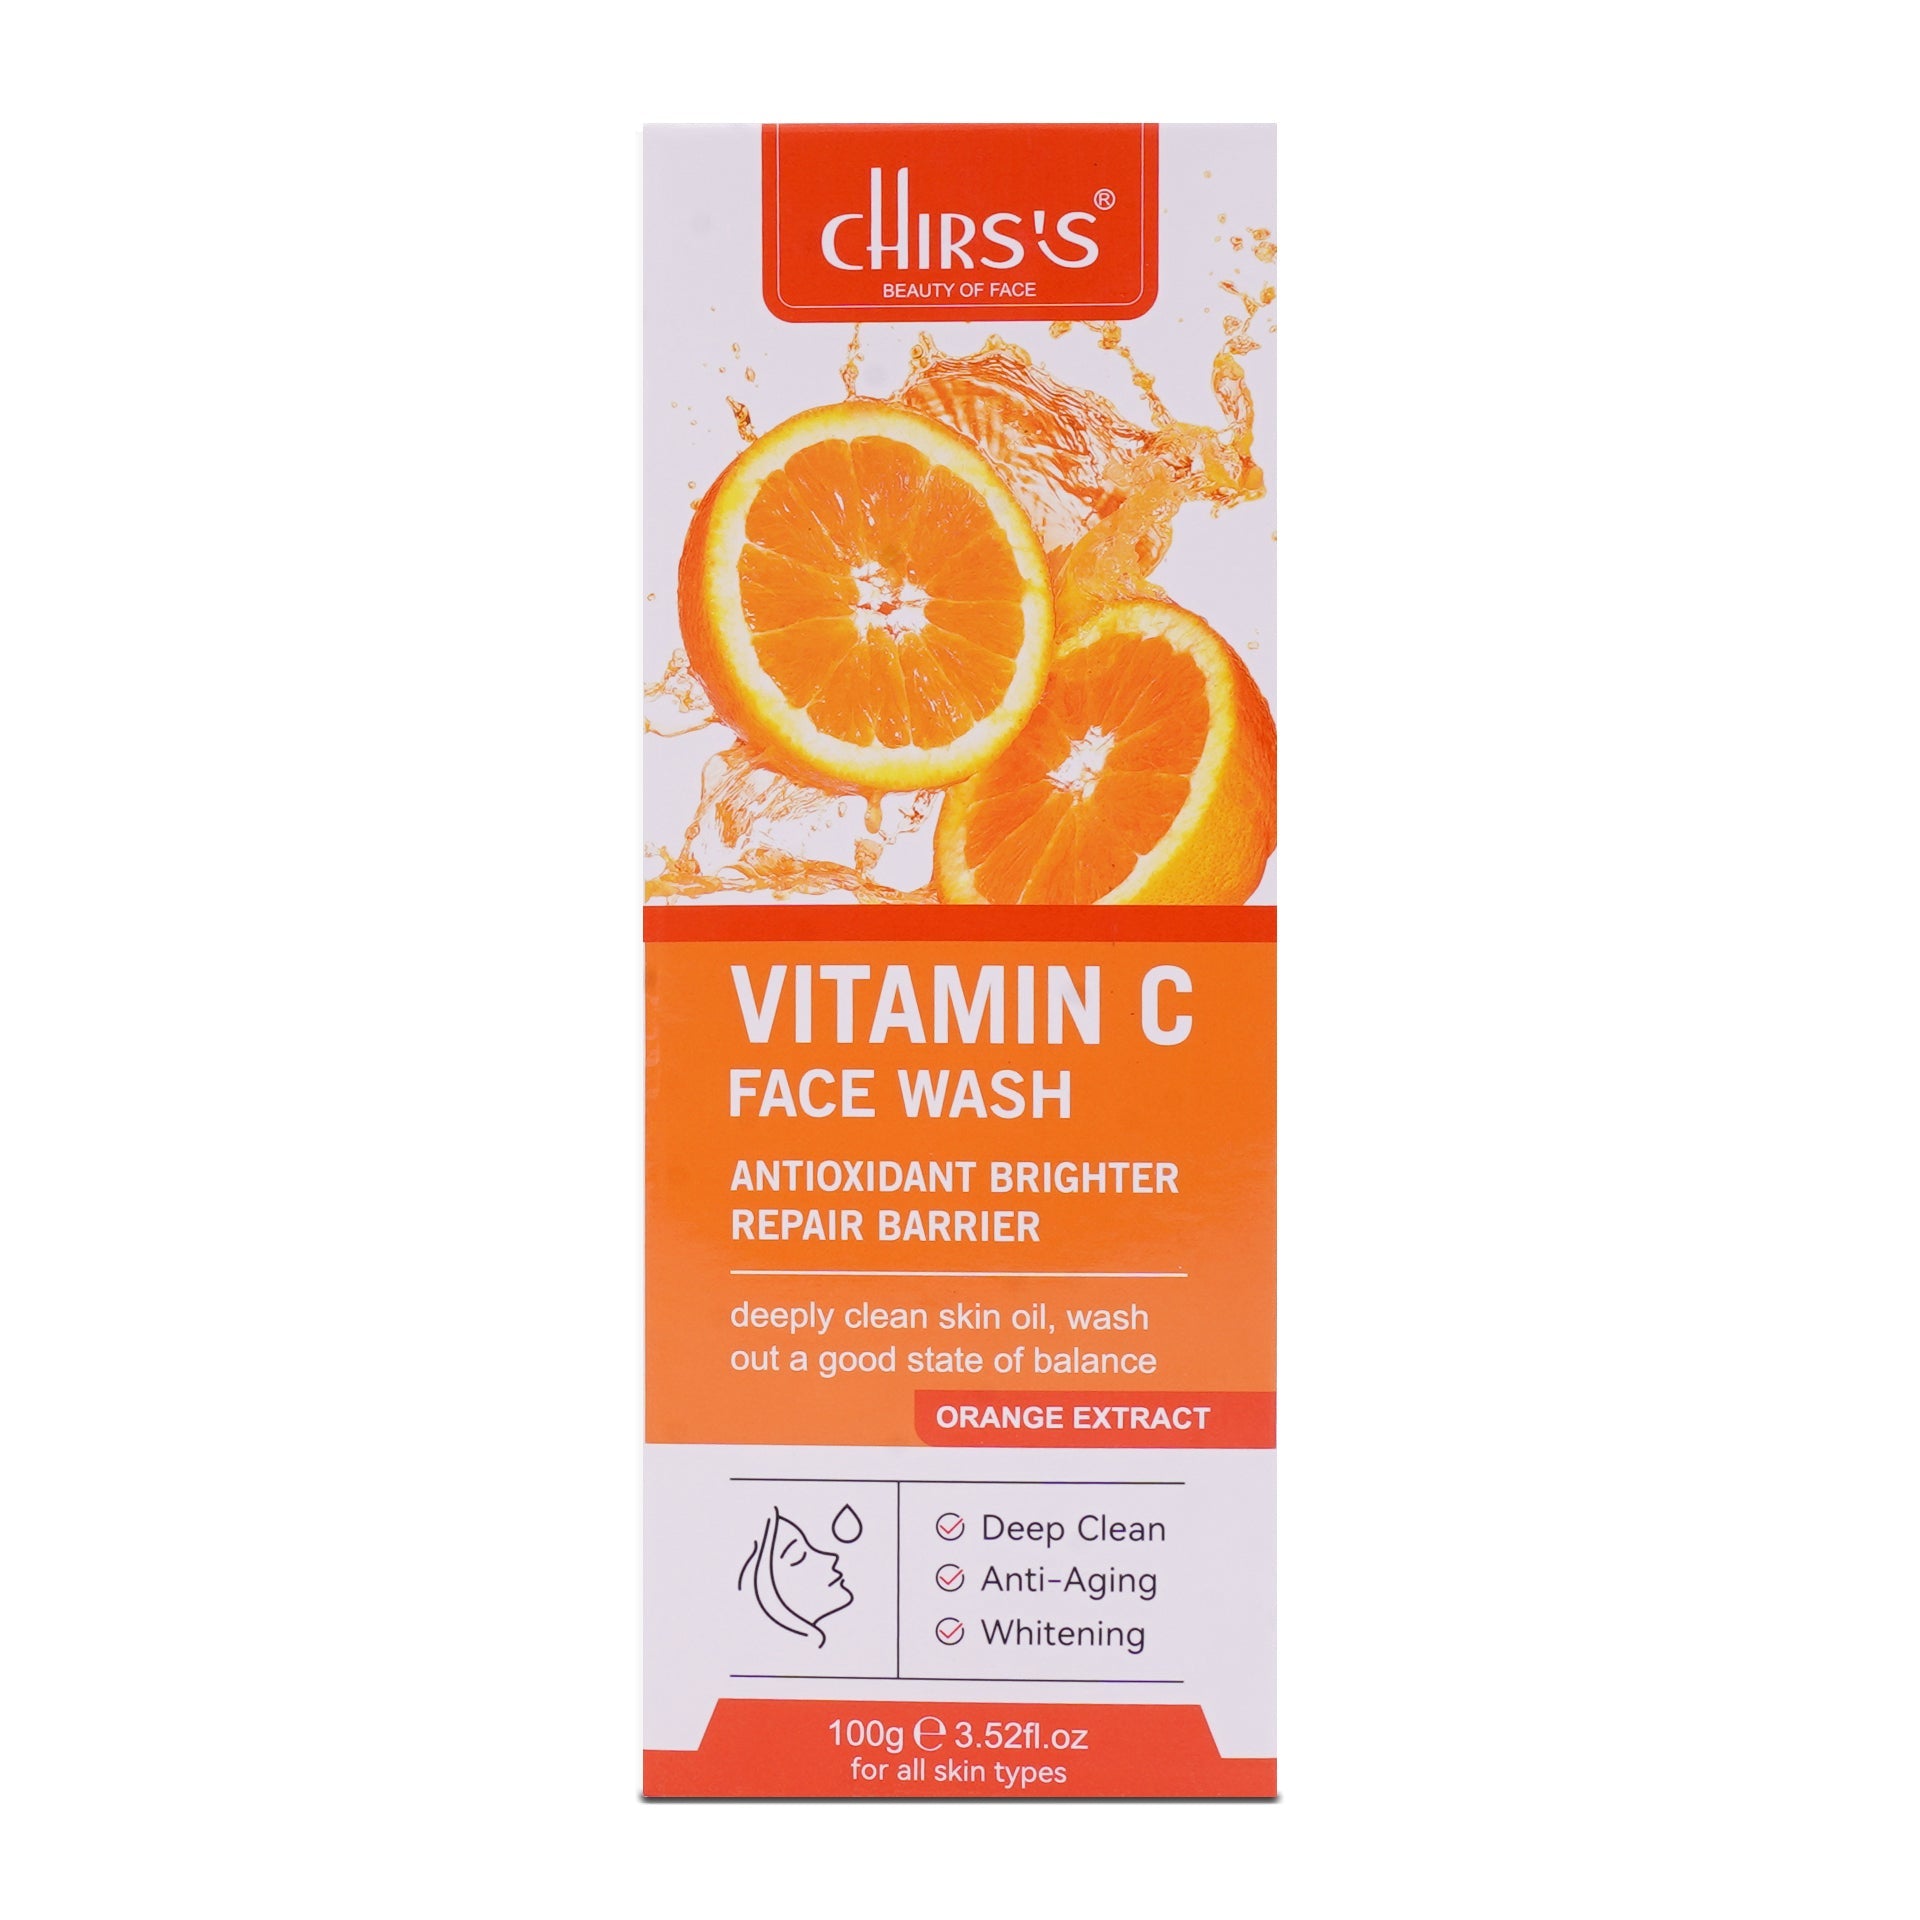 CHIRS'S®
BEAUTY OF FACE
VITAMIN C
FACE WASH
ANTIOXIDANT BRIGHTER
REPAIR BARRIER
deeply clean skin oil, wash
out a good state of balance
ORANGE EXTRACT
Deep Clean
Anti-Aging
Whitening
100g ℮ 3.52fl.oz
for all skin types